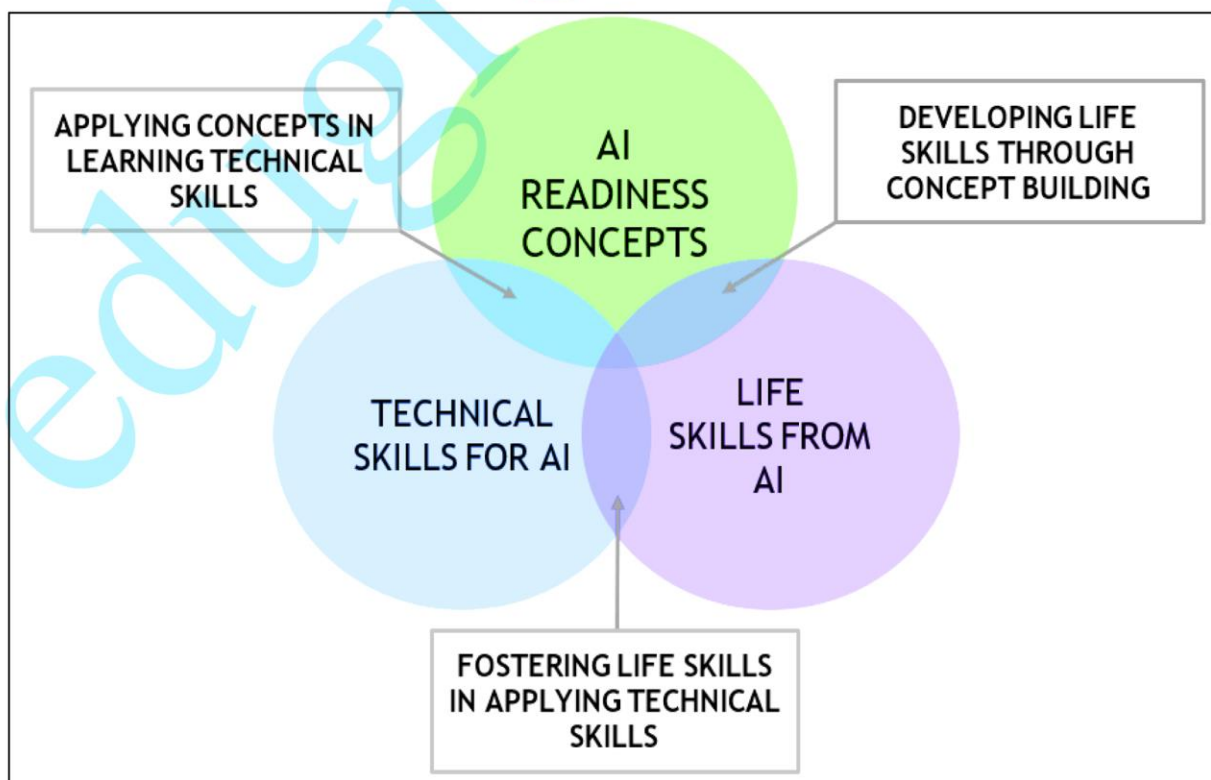 APPLYING CONCEPTS IN
LEARNING TECHNICAL
SKILLS
AI
READINESS
CONCEPTS
DEVELOPING LIFE
SKILLS THROUGH
CONCEPT BUILDING
TECHNICAL
SKILLS FOR AI
LIFE
SKILLS FROM
AI
FOSTERING LIFE SKILLS
IN APPLYING TECHNICAL
SKILLS